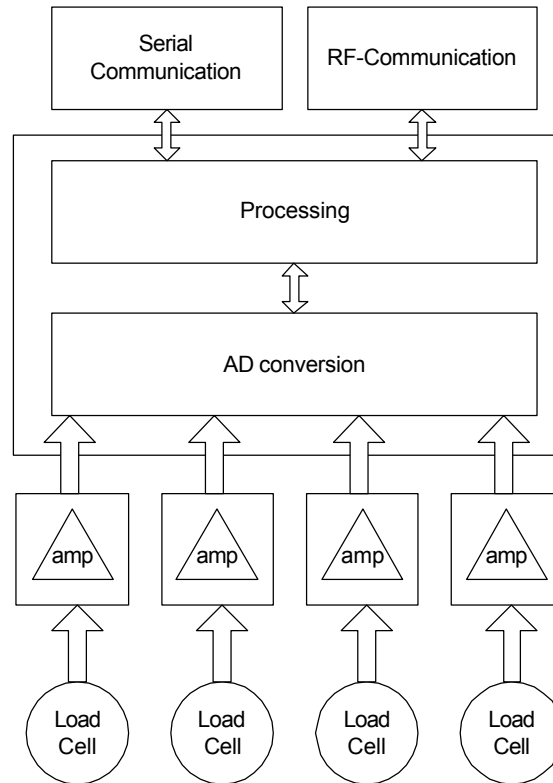 Serial
Communication
RF-Communication
Processing
AD conversion
amp
amp
amp
amp
Load
Cell
Load
Cell
Load
Cell
Load
Cell